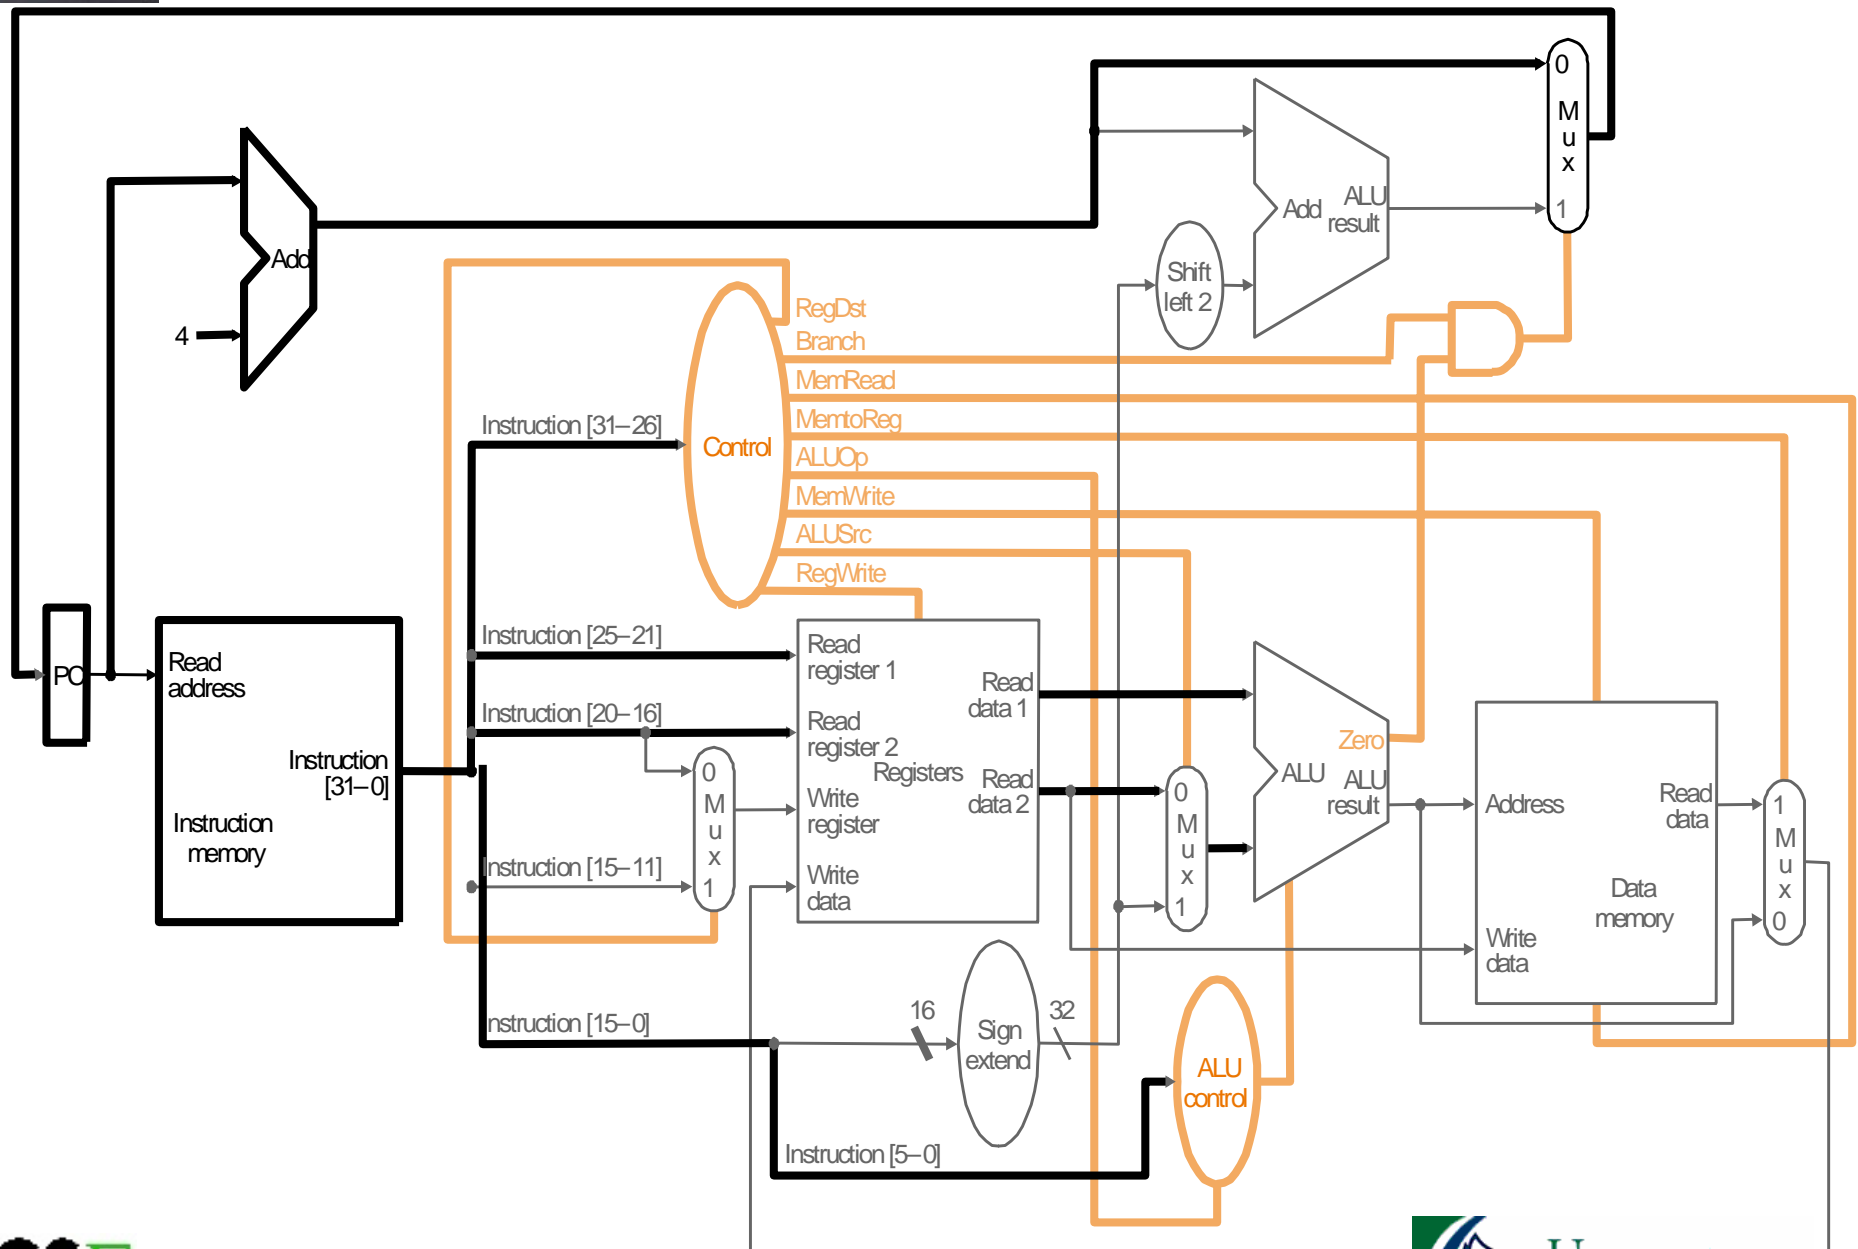 0
M
u
x
1
Add
ALU
result
Add
4
Shift
left 2
RegDst
Branch
MemRead
MemtoReg
ALUOp
MemWrite
ALUSrc
RegWrite
Control
Instruction [31–26]
Instruction [25–21]
Instruction [20–16]
Instruction [15–11]
nstruction [15–0]
Instruction [5–0]
PC
Read
address
Instruction
[31–0]
Instruction
memory
0
M
u
x
1
Read
register 1
Read
register 2
Write
register
Write
data
Registers
Read
data 1
Read
data 2
0
M
u
x
1
Zero
ALU
ALU
result
Address
Write
data
Read
data
Data
memory
1
M
u
x
0
16
Sign
extend
32
ALU
control